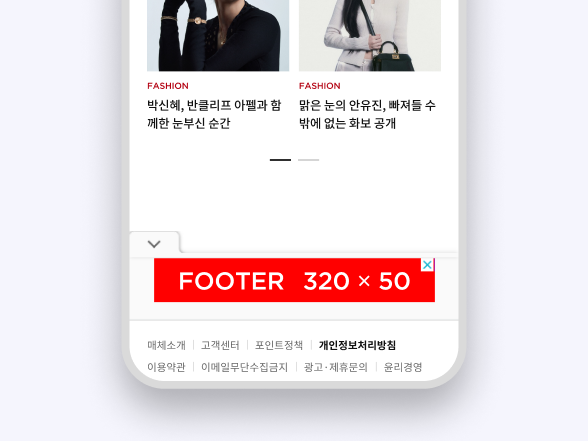 FASHION
박신혜, 반클리프 아펠과 함
께한 눈부신 순간
FASHION
맑은 눈의 안유진, 빠져들 수
밖에 없는 화보 공개
FOOTER 320 × 50
매체소개 고객센터 포인트정책 개인정보처리방침
이용약관 이메일무단수집금지 광고·제휴문의 윤리경영